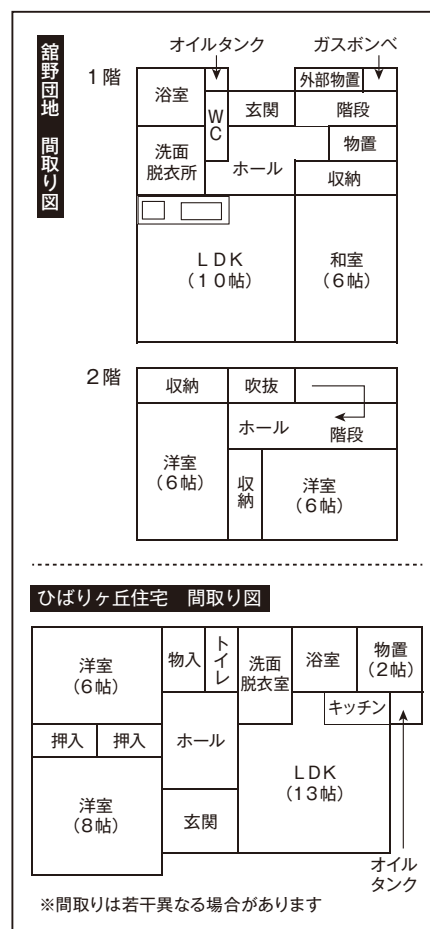 舘野団地 間取り図
1階
オイルタンク
ガスボンベ
浴室
WC
玄関
外部物置
階段
洗面
脱衣所
ホール
物置
収納
LDK
(10帖)
和室
(6帖)
2階
収納
吹抜
ホール
階段
洋室
(6帖)
収納
洋室
(6帖)
ひばりヶ丘住宅 間取り図
洋室
(6帖)
物入
トイレ
洗面
脱衣室
浴室
物置
(2帖)
キッチン
押入
押入
ホール
LDK
(13帖)
洋室
(8帖)
玄関
オイル
タンク
※間取りは若干異なる場合があります